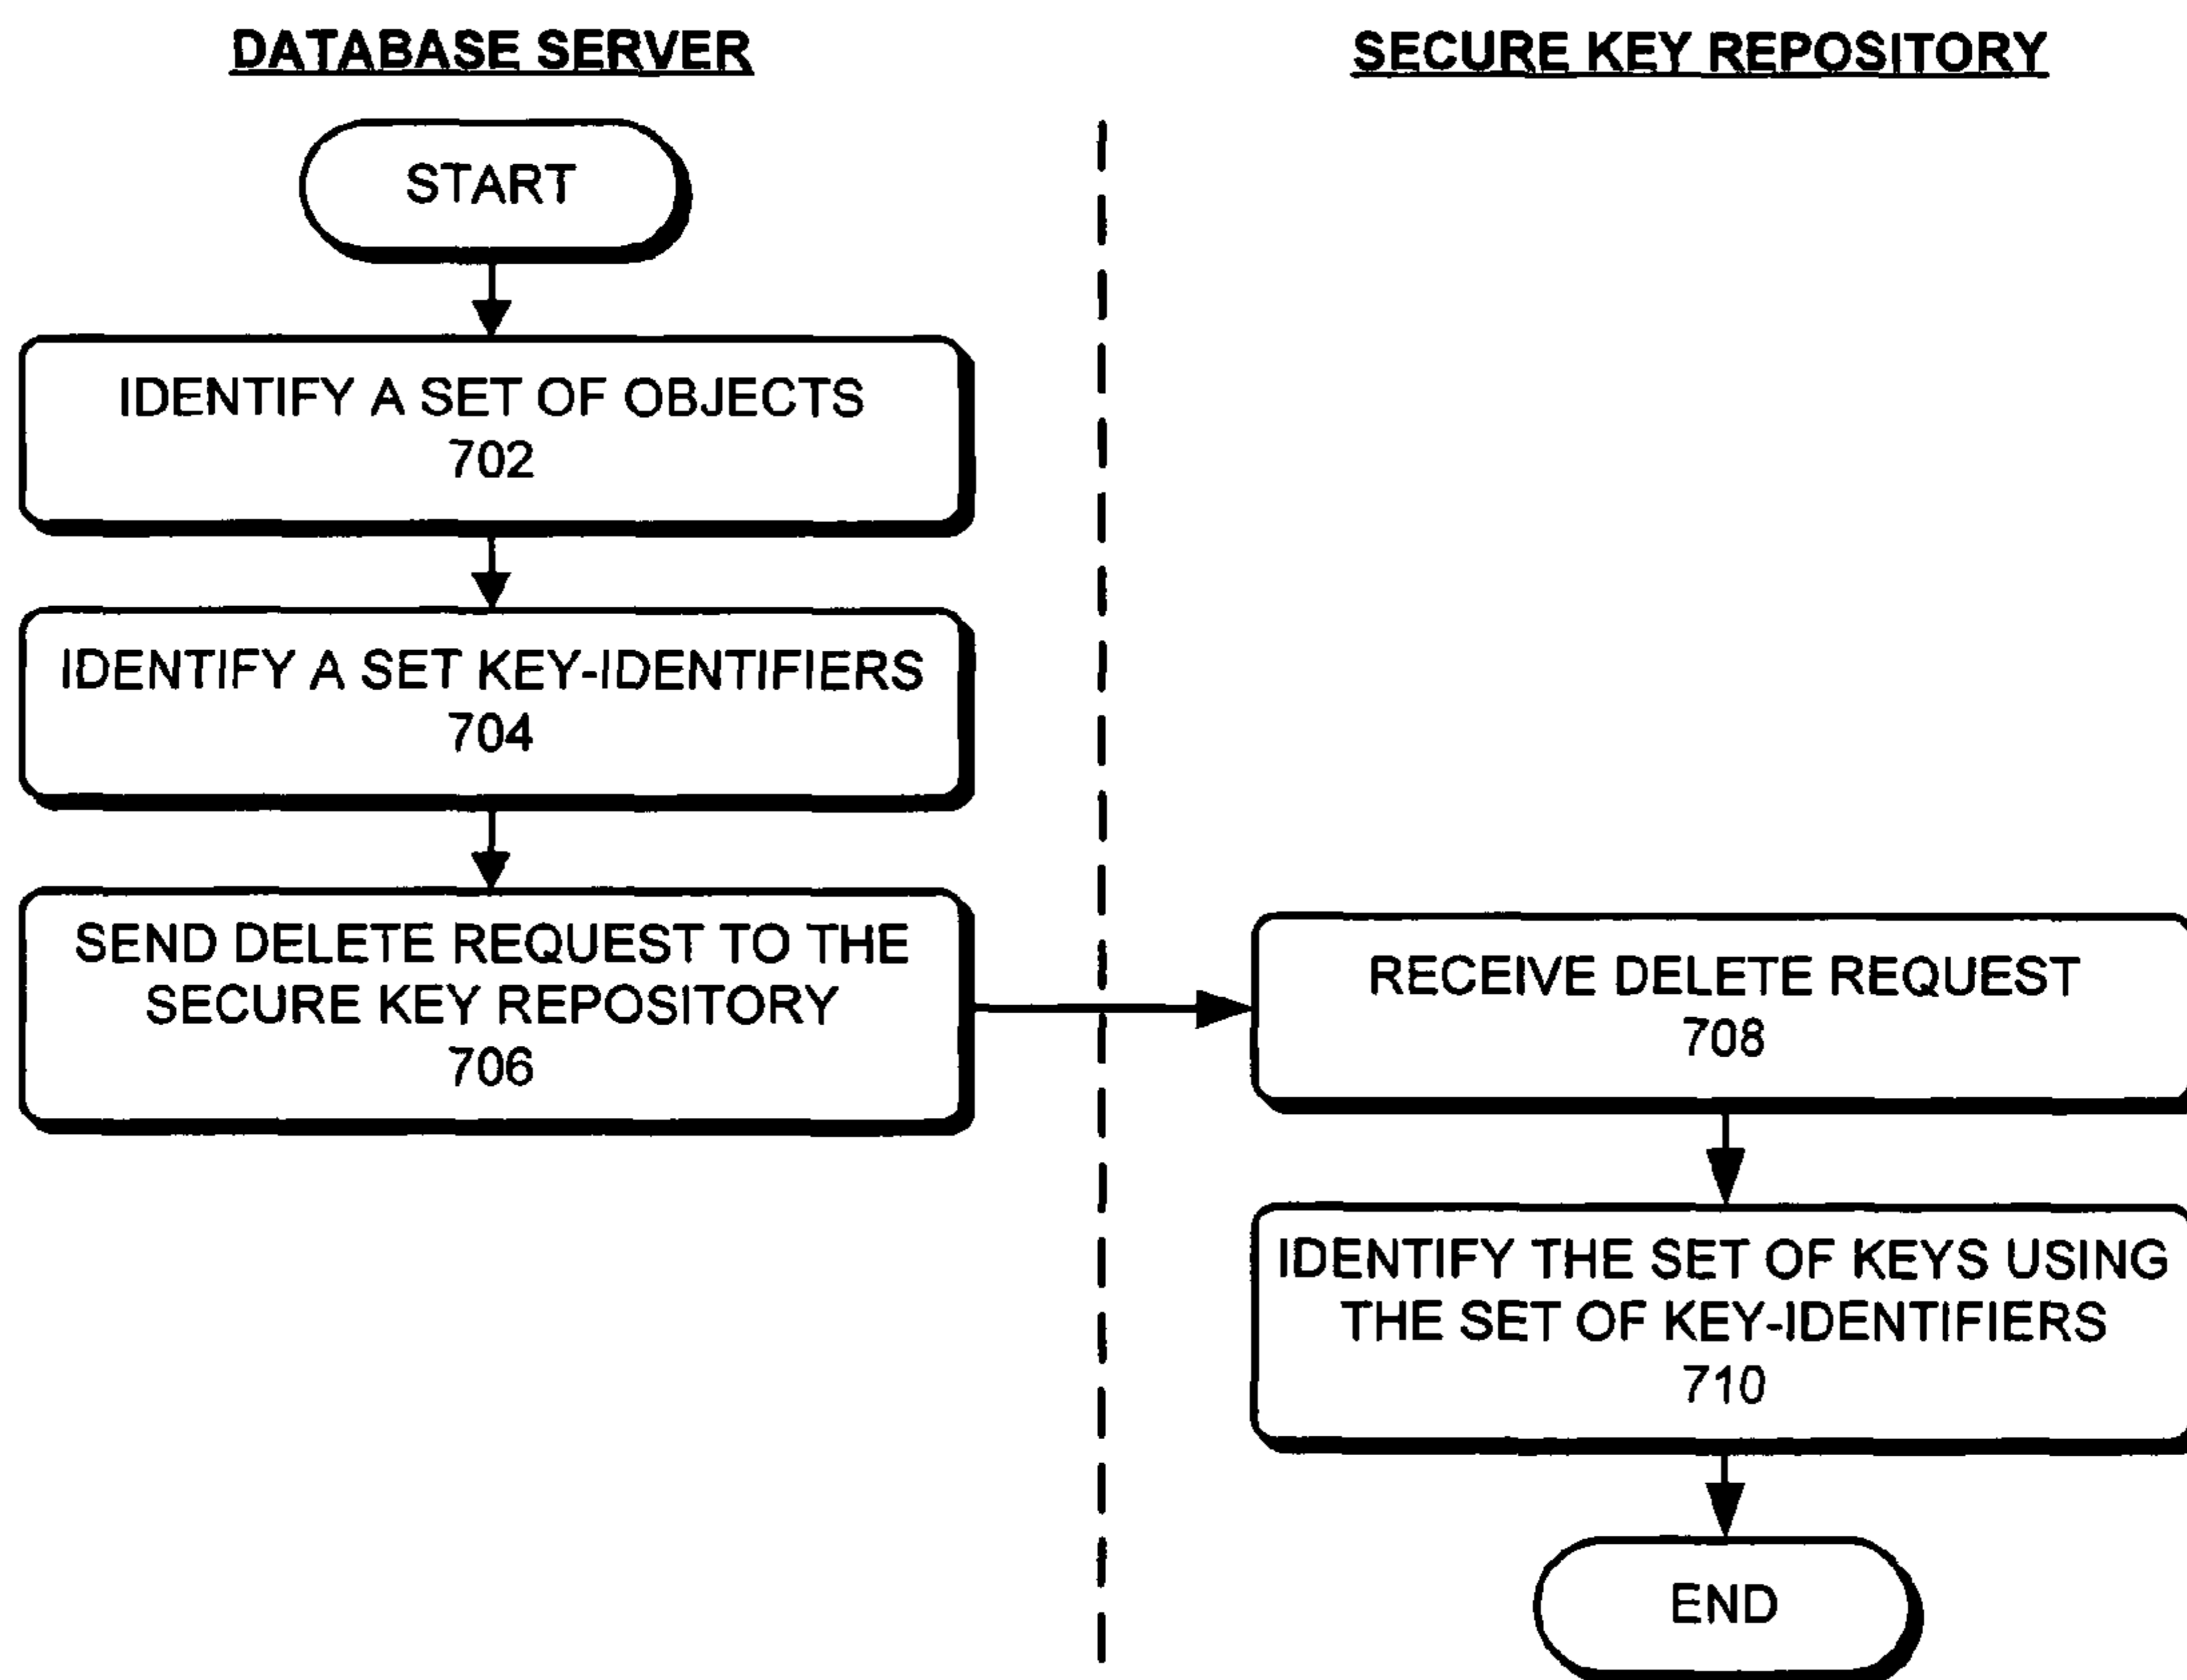 DATABASE SERVER
START
IDENTIFY A SET OF OBJECTS
702
IDENTIFY A SET KEY-IDENTIFIERS
704
SEND DELETE REQUEST TO THE
SECURE KEY REPOSITORY
706
SECURE KEY REPOSITORY
RECEIVE DELETE REQUEST
708
IDENTIFY THE SET OF KEYS USING
THE SET OF KEY-IDENTIFIERS
710
END